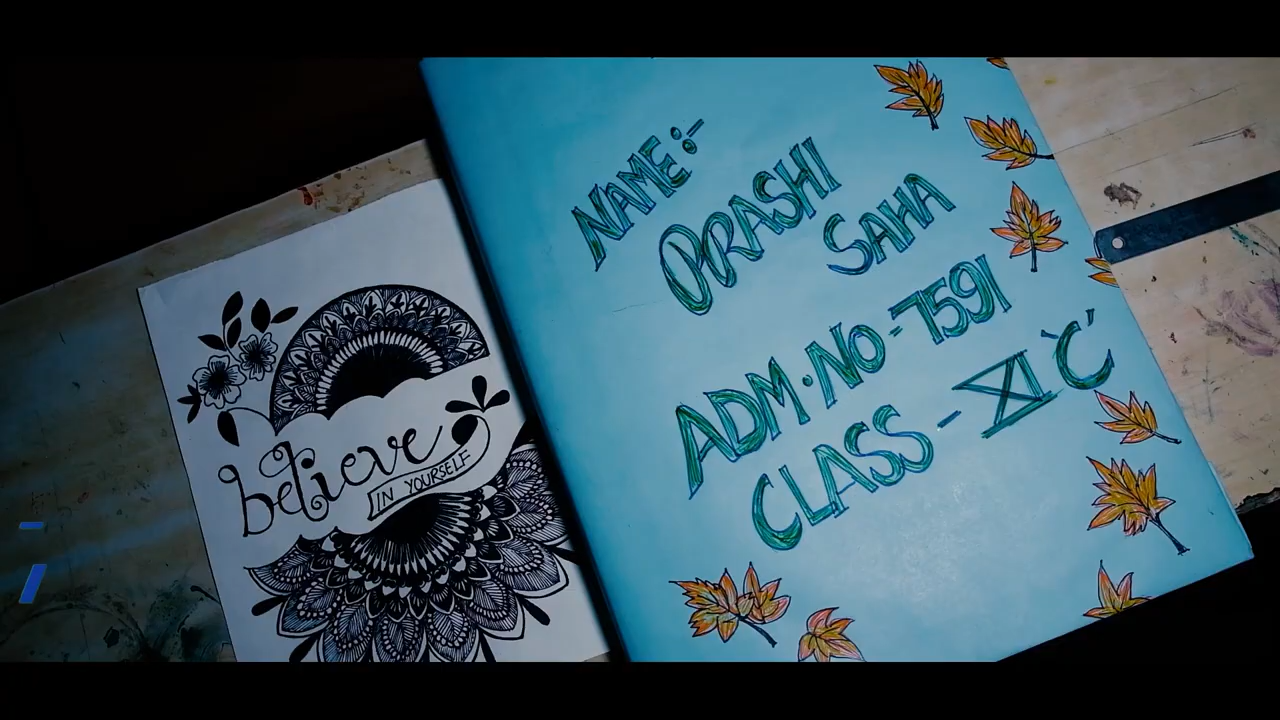 believe
IN YOURSELF
NAME:-
ORASHI
SAHA
ADM.NO-7591
CLASS-XI 'C'